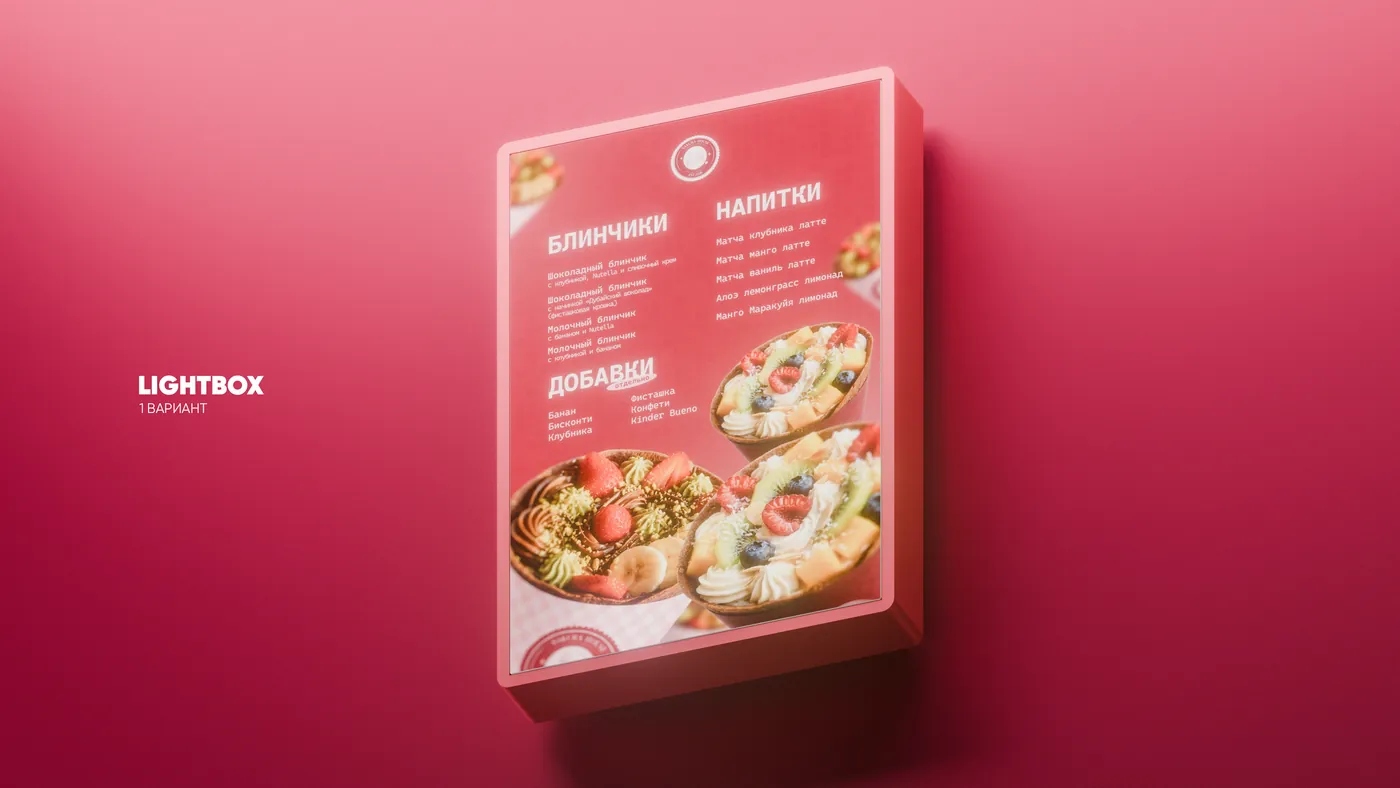 LIGHTBOX
1 ВАРИАНТ
БЛИНЧИКИ
Шоколадный блинчик
с клубникой, Nutella и сливочный крем
Шоколадный блинчик
с начинкой «Дубайский шоколад»
(фисташковая крошка)
Молочный блинчик
с бананом и Nutella
Молочный блинчик
с клубникой и бананом
НАПИТКИ
Матча клубника латте
Матча манго латте
Матча ваниль латте
Алоэ лемонграсс пимонад
Манго Маракуйя лимонад
ДОБАВКИ
отдельно
Банан
Бисконти
Клубника
Фисташка
Конфети
Kinder Bueno